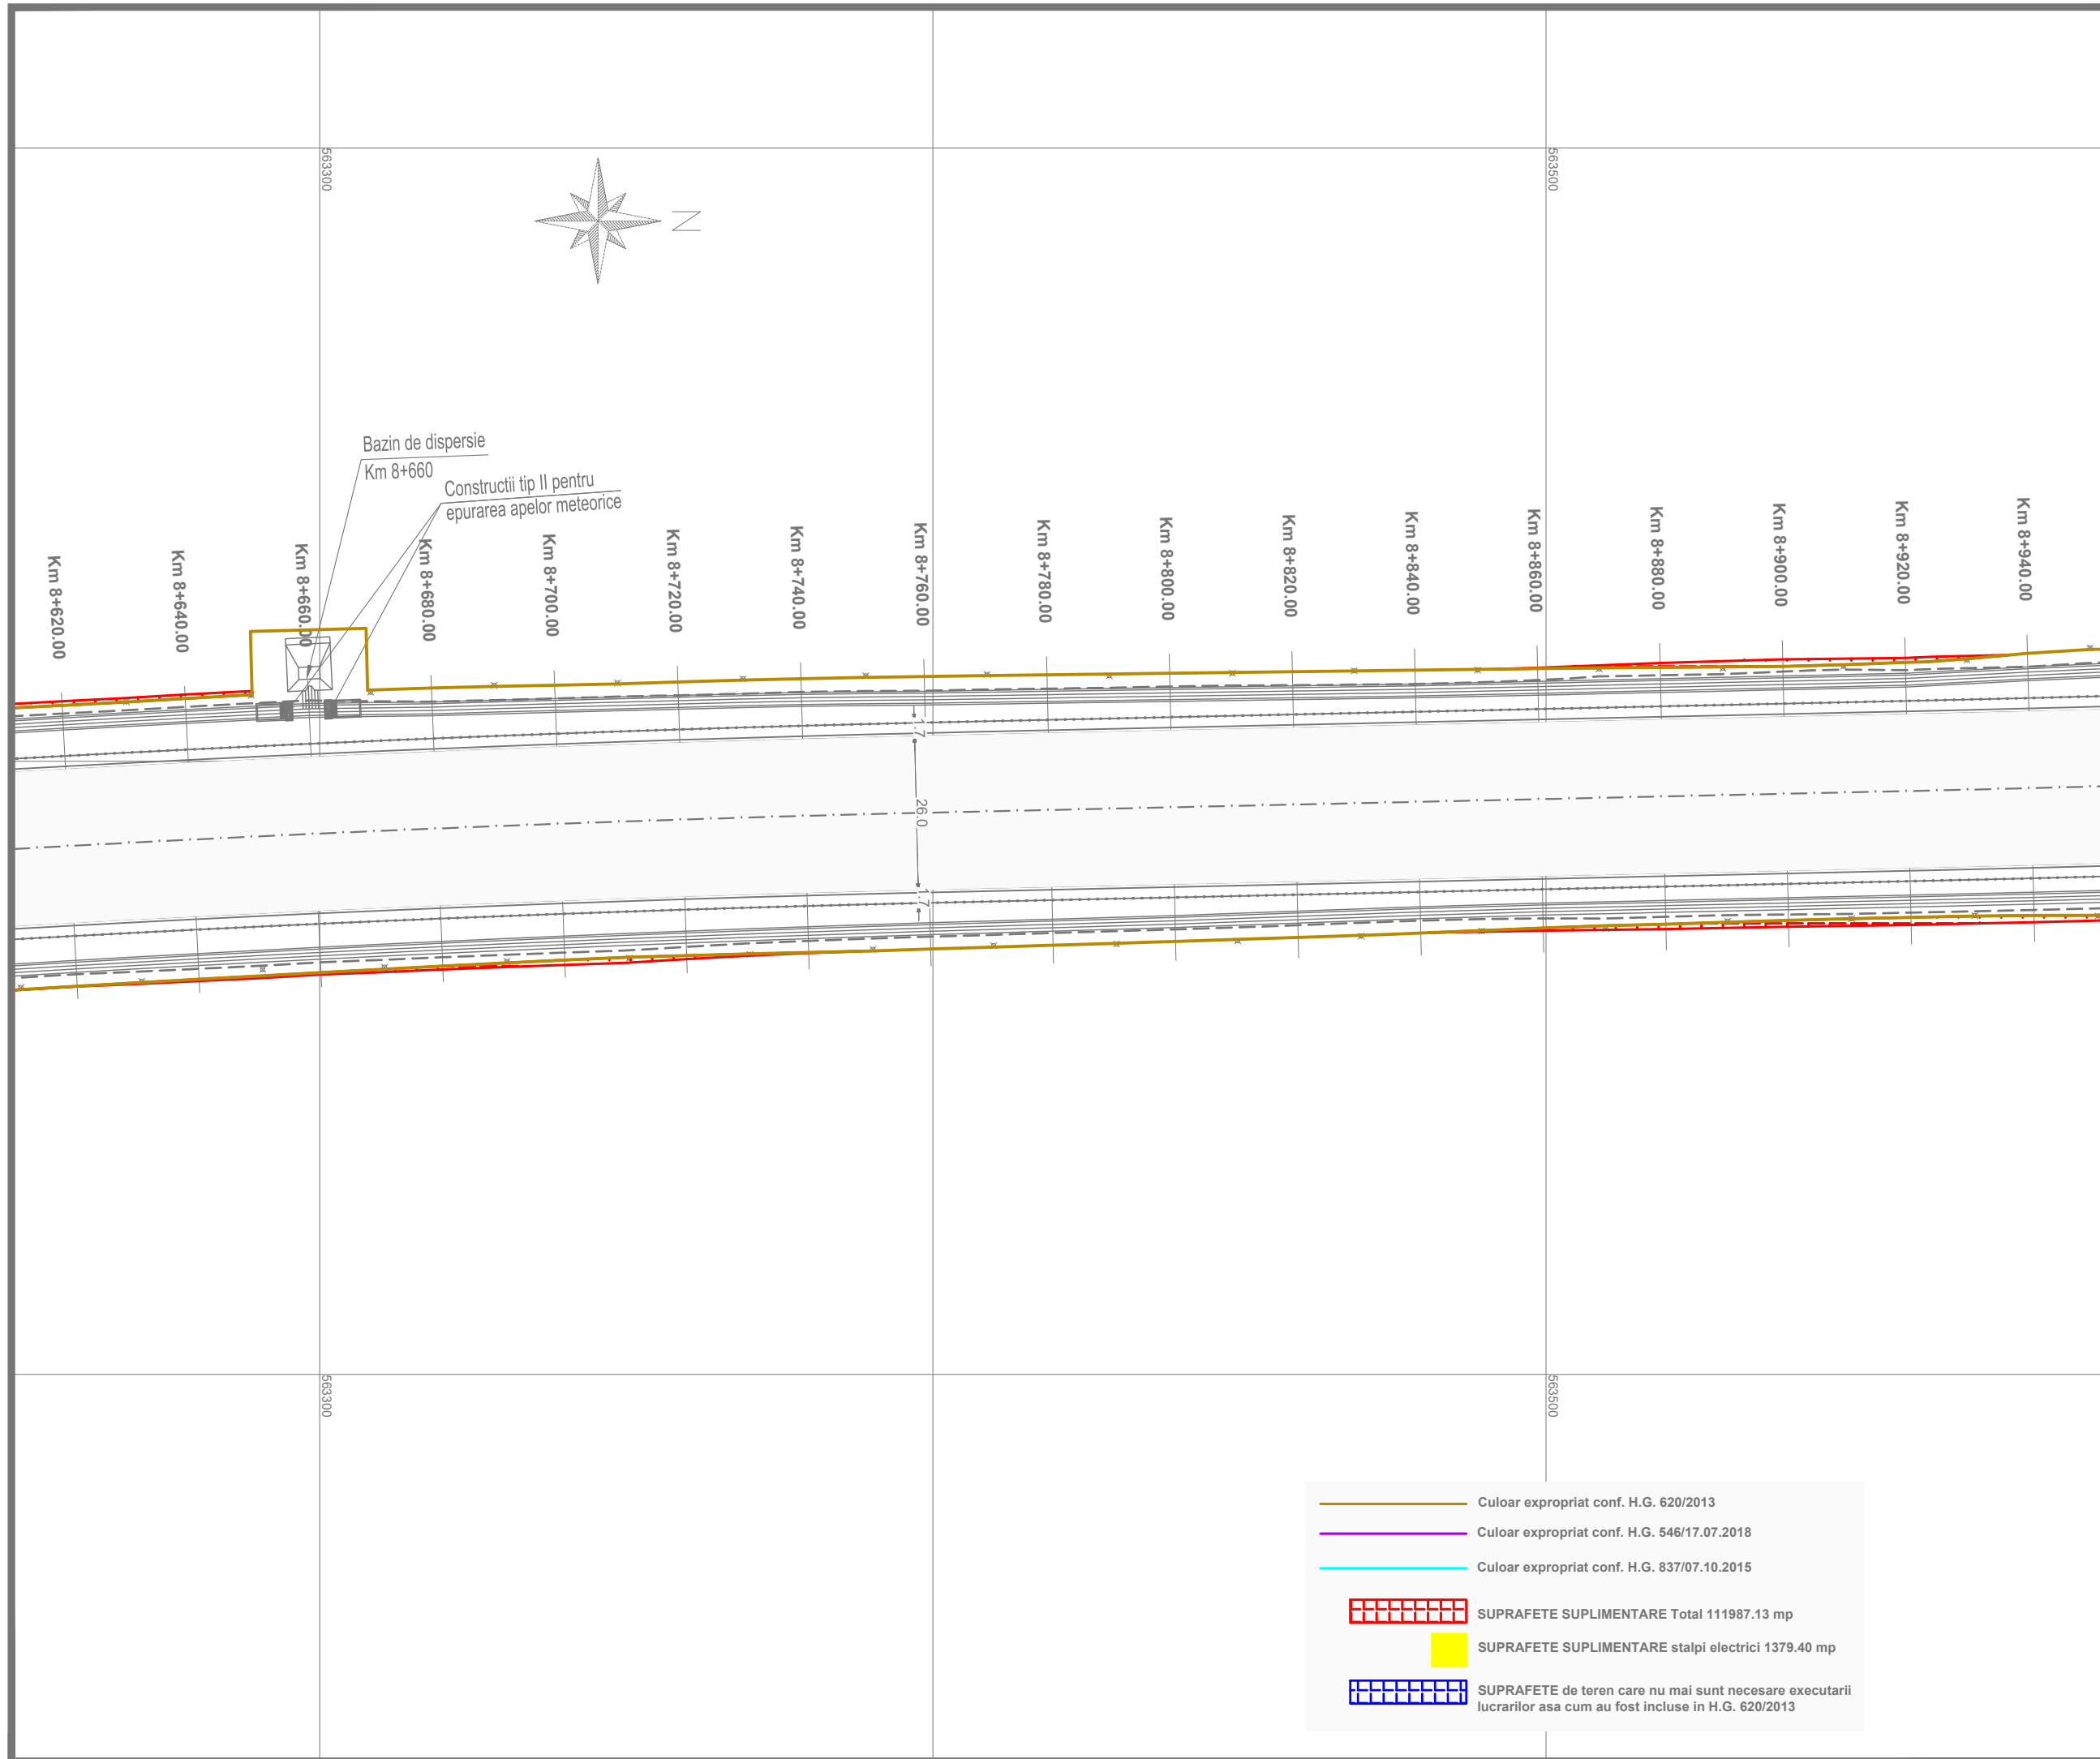 563300
563500
N
Bazin de dispersie
Km 8+660
Constructii tip II pentru
epurarea apelor meteorice
Km 8+620.00
Km 8+640.00
Km 8+660.00
Km 8+680.00
Km 8+700.00
Km 8+720.00
Km 8+740.00
Km 8+760.00
Km 8+780.00
Km 8+800.00
Km 8+820.00
Km 8+840.00
Km 8+860.00
Km 8+880.00
Km 8+900.00
Km 8+920.00
Km 8+940.00
1.7
26.0
1.7
563300
563500
Culoar expropriat conf. H.G. 620/2013
Culoar expropriat conf. H.G. 546/17.07.2018
Culoar expropriat conf. H.G. 837/07.10.2015
SUPRAFETE SUPLIMENTARE Total 111987.13 mp
SUPRAFETE SUPLIMENTARE stalpi electrici 1379.40 mp
SUPRAFETE de teren care nu mai sunt necesare executarii
lucrarilor asa cum au fost incluse in H.G. 620/2013